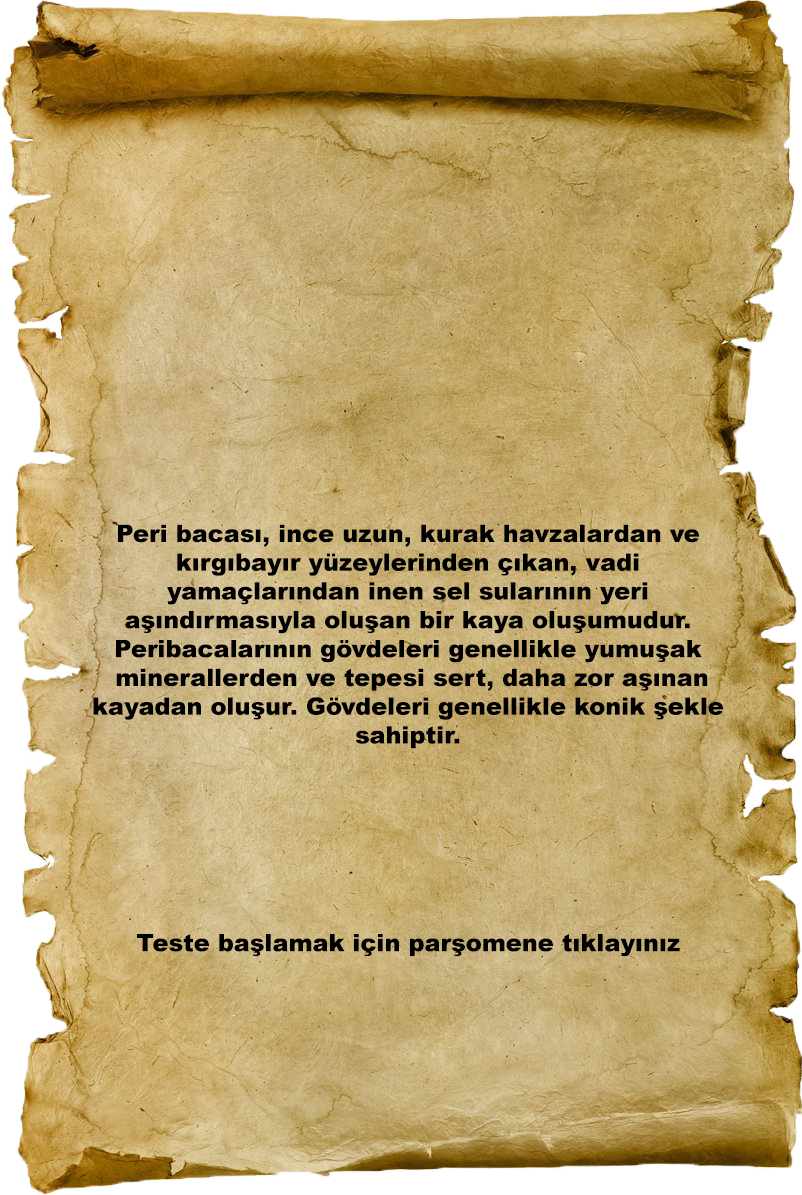 Peri bacası, ince uzun, kurak havzalardan ve
kırgıbayır yüzeylerinden çıkan, vadi
yamaçlarından inen sel sularının yeri
aşındırmasıyla oluşan bir kaya oluşumudur.
Peribacalarının gövdeleri genellikle yumuşak
minerallerden ve tepesi sert, daha zor aşınan
kayadan oluşur. Gövdeleri genellikle konik şekle
sahiptir.
Teste başlamak için parşomene tıklayınız